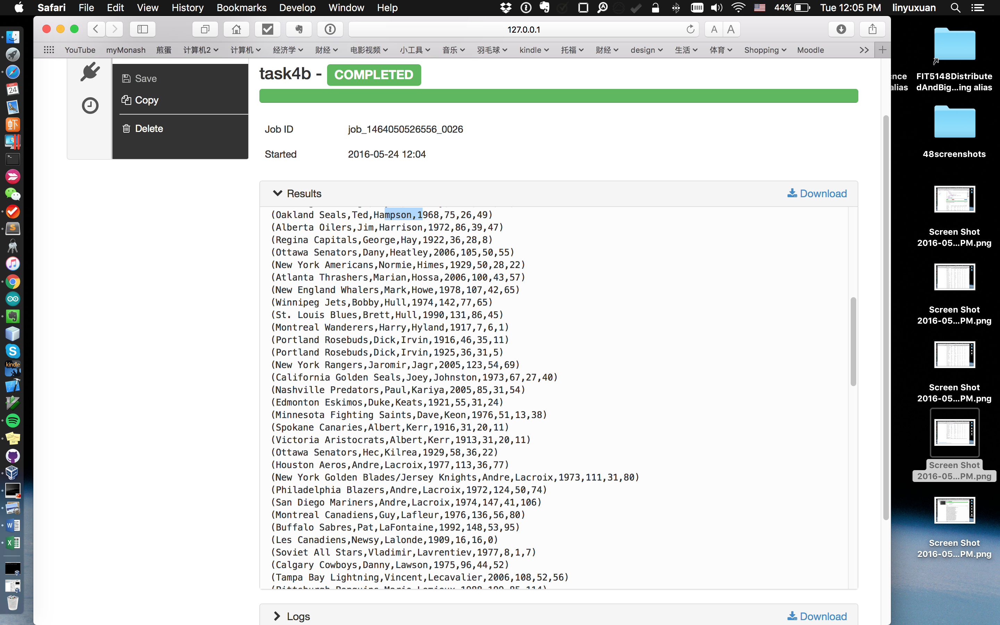 Safari File Edit View History Bookmarks Develop Window Help 44% Tue 12:05 PM linyuxuan
127.0.0.1 A A
YouTube myMonash 煎蛋 计算机2 计算机 经济学 财经 电影视频 小工具 音乐 羽毛球 kindle 托福 财经 design 生活 体育 Shopping Moodle
Save
Copy
Delete
task4b - COMPLETED
Job ID job_1464050526556_0026
Started 2016-05-24 12:04
Results Download
(Oakland Seals,Ted,Hampson,1968,75,26,49)
(Alberta Oilers,Jim,Harrison,1972,86,39,47)
(Regina Capitals,George,Hay,1922,36,28,8)
(Ottawa Senators,Dany,Heatley,2006,105,50,55)
(New York Americans,Normie,Himes,1929,50,28,22)
(Atlanta Thrashers,Marian,Hossa,2006,100,43,57)
(New England Whalers,Mark,Howe,1978,107,42,65)
(Winnipeg Jets,Bobby,Hull,1974,142,77,65)
(St. Louis Blues,Brett,Hull,1990,131,86,45)
(Montreal Wanderers,Harry,Hyland,1917,7,6,1)
(Portland Rosebuds,Dick,Irvin,1916,46,35,11)
(Portland Rosebuds,Dick,Irvin,1925,36,31,5)
(New York Rangers,Jaromir,Jagr,2005,123,54,69)
(California Golden Seals,Joey,Johnston,1973,67,27,40)
(Nashville Predators,Paul,Kariya,2005,85,31,54)
(Edmonton Eskimos,Duke,Keats,1921,55,31,24)
(Minnesota Fighting Saints,Dave,Keon,1976,51,13,38)
(Spokane Canaries,Albert,Kerr,1916,31,20,11)
(Victoria Aristocrats,Albert,Kerr,1913,31,20,11)
(Ottawa Senators,Hec,Kilrea,1929,58,36,22)
(Houston Aeros,Andre,Lacroix,1977,113,36,77)
(New York Golden Blades/Jersey Knights,Andre,Lacroix,1973,111,31,80)
(Philadelphia Blazers,Andre,Lacroix,1972,124,50,74)
(San Diego Mariners,Andre,Lacroix,1974,147,41,106)
(Montreal Canadiens,Guy,Lafleur,1976,136,56,80)
(Buffalo Sabres,Pat,LaFontaine,1992,148,53,95)
(Les Canadiens,Newsy,Lalonde,1909,16,16,0)
(Soviet All Stars,Vladimir,Lavrentiev,1977,8,1,7)
(Calgary Cowboys,Danny,Lawson,1975,96,44,52)
(Tampa Bay Lightning,Vincent,Lecavalier,2006,108,52,56)
(Pittsburgh Penguins,Mario,Lemieux,1988,199,85,114)
Logs Download
FIT5148Distribute
dAndBig...ing alias
alias
48screenshots
Screen Shot
2016-05...PM.png
Screen Shot
2016-05...PM.png
Screen Shot
2016-05...PM.png
Screen Shot
2016-05...PM.png
Screen Shot
2016-05...PM.png
MAY
24
虾
kindle